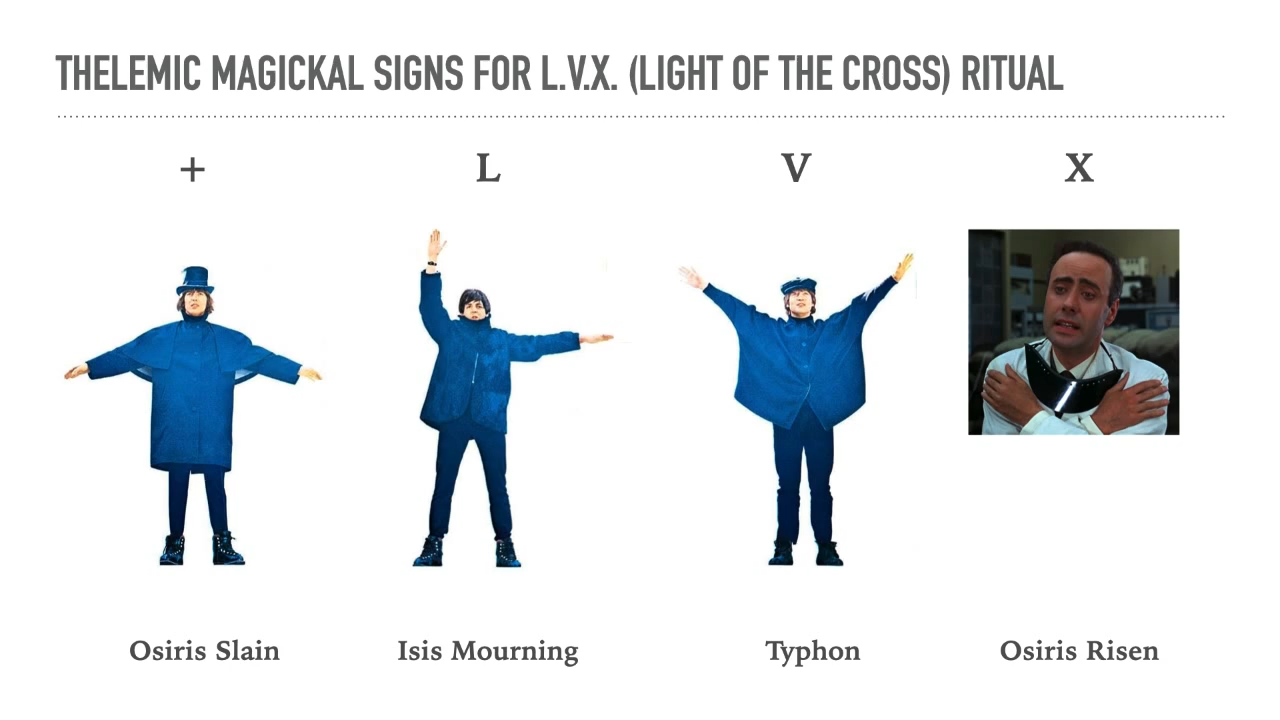 THELEMIC MAGICKAL SIGNS FOR L.V.X. (LIGHT OF THE CROSS) RITUAL
+ L V X
Osiris Slain Isis Mourning Typhon Osiris Risen